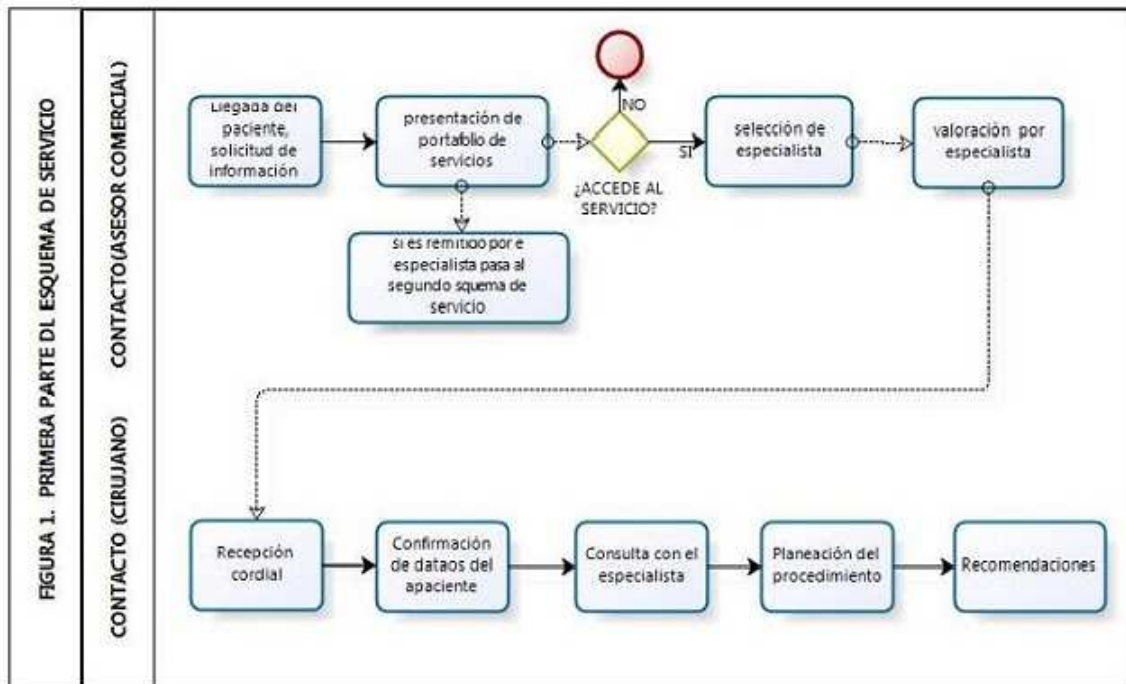 FIGURA 1. PRIMERA PARTE DL ESQUEMA DE SERVICIO
CONTACTO(ASESOR COMERCIAL)
Llegada del
paciente,
solicitud de
información
presentación de
portafolio de
servicios
NO
SI
¿ACCEDE AL
SERVICIO?
selección de
especialista
valoración por
especialista
si es remitido por e
especialista pasa al
segundo squema de
servicio
CONTACTO (CIRUJANO)
Recepción
cordial
Confirmación
de dataos del
apaciente
Consulta con el
especialista
Planeación del
procedimiento
Recomendaciones